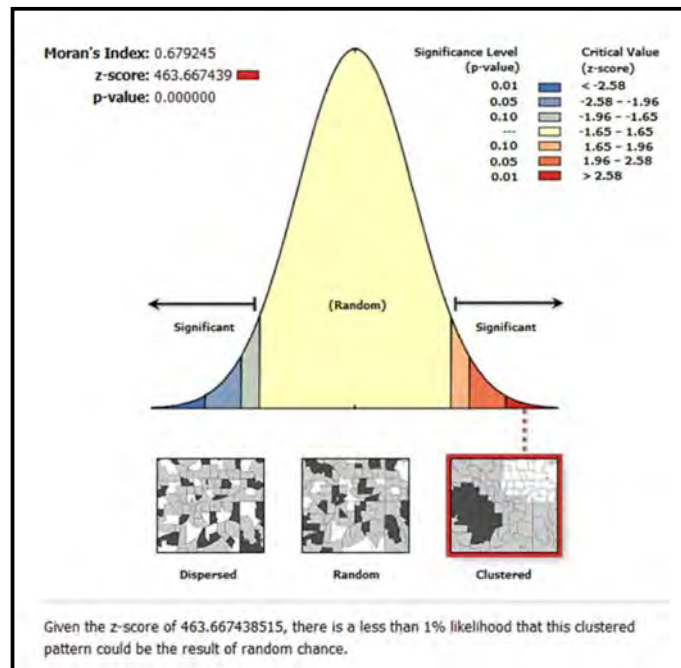 Moran's Index: 0.679245
z-score: 463.667439
p-value: 0.000000
Significance Level
(p-value)
Critical Value
(z-score)
0.01 < -2.58
0.05 -2.58 – -1.96
0.10 -1.96 – -1.65
--- -1.65 – 1.65
0.10 1.65 – 1.96
0.05 1.96 – 2.58
0.01 > 2.58
(Random)
Significant
Significant
Dispersed
Random
Clustered
Given the z-score of 463.667438515, there is a less than 1% likelihood that this clustered
pattern could be the result of random chance.